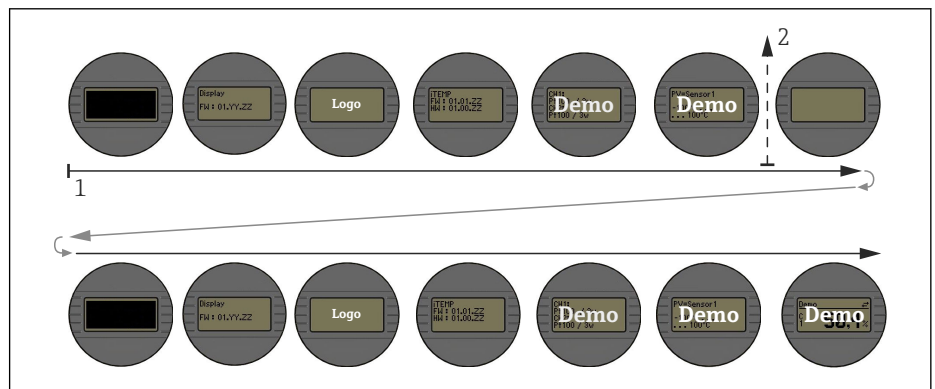 2
Display
FW: 01.YY.ZZ
Logo
iTEMP
FW: 01.01.ZZ
HW: 01.00.ZZ
CH1:
Demo
Pt100 / 3w
PV=Sensor1
Demo
... 100°C
1
Display
FW: 01.YY.ZZ
Logo
iTEMP
FW: 01.01.ZZ
HW: 01.00.ZZ
CH1:
Demo
Pt100 / 3w
PV=Sensor1
Demo
... 100°C
Demo
Demo
1
%